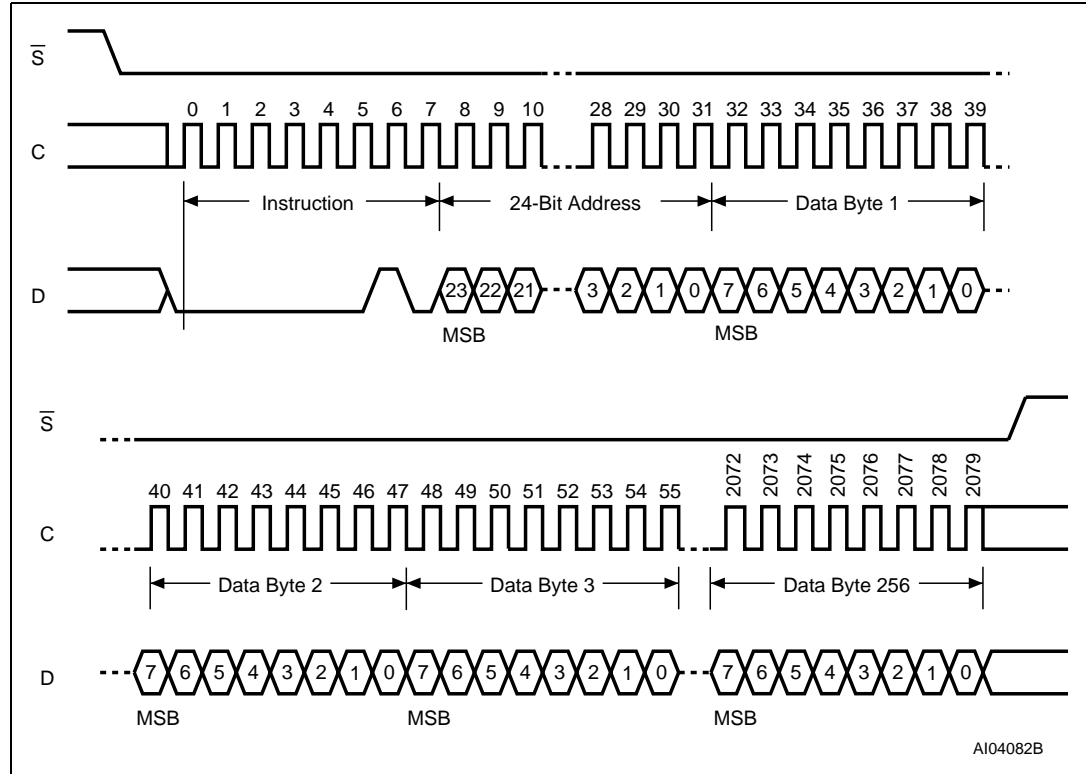 S̅
0 1 2 3 4 5 6 7 8 9 10 28 29 30 31 32 33 34 35 36 37 38 39
C
Instruction 24-Bit Address Data Byte 1
D 23 22 21 3 2 1 0 7 6 5 4 3 2 1 0
MSB MSB
S̅
2072 2073 2074 2075 2076 2077 2078 2079
40 41 42 43 44 45 46 47 48 49 50 51 52 53 54 55
C
Data Byte 2 Data Byte 3 Data Byte 256
D 7 6 5 4 3 2 1 0 7 6 5 4 3 2 1 0 7 6 5 4 3 2 1 0
MSB MSB MSB
AI04082B